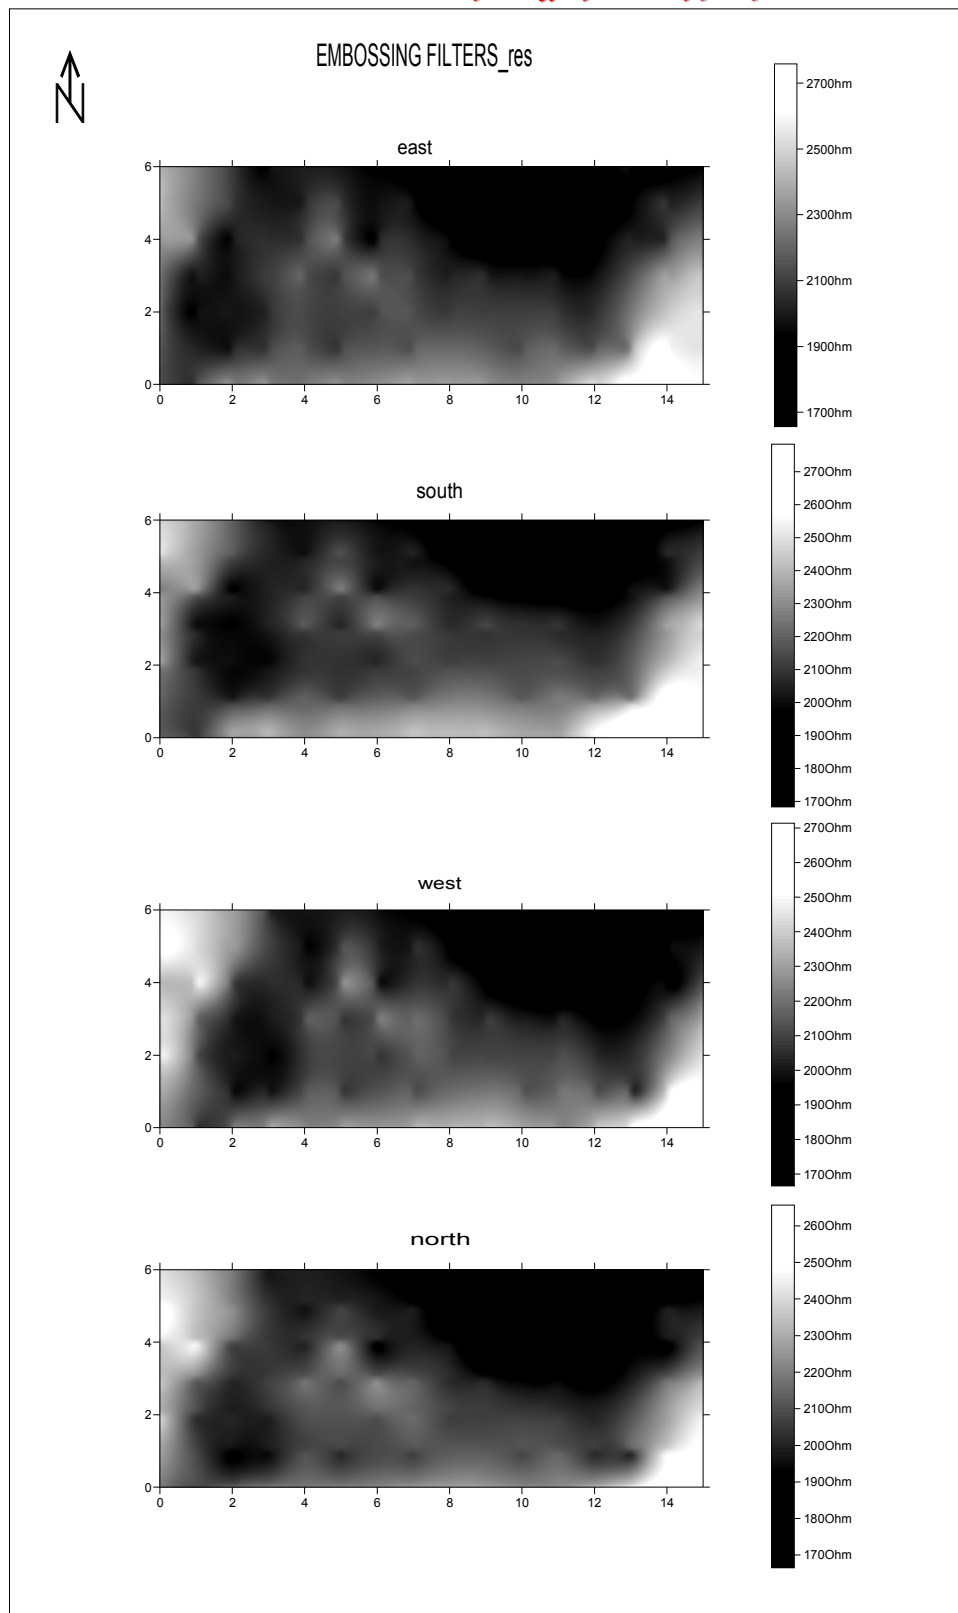 EMBOSSING FILTERS_res
N
east
6
4
2
0
0 2 4 6 8 10 12 14
2700hm
2500hm
2300hm
2100hm
1900hm
1700hm
south
6
4
2
0
0 2 4 6 8 10 12 14
270Ohm
260Ohm
250Ohm
240Ohm
230Ohm
220Ohm
210Ohm
200Ohm
190Ohm
180Ohm
170Ohm
west
6
4
2
0
0 2 4 6 8 10 12 14
270Ohm
260Ohm
250Ohm
240Ohm
230Ohm
220Ohm
210Ohm
200Ohm
190Ohm
180Ohm
170Ohm
north
6
4
2
0
0 2 4 6 8 10 12 14
260Ohm
250Ohm
240Ohm
230Ohm
220Ohm
210Ohm
200Ohm
190Ohm
180Ohm
170Ohm